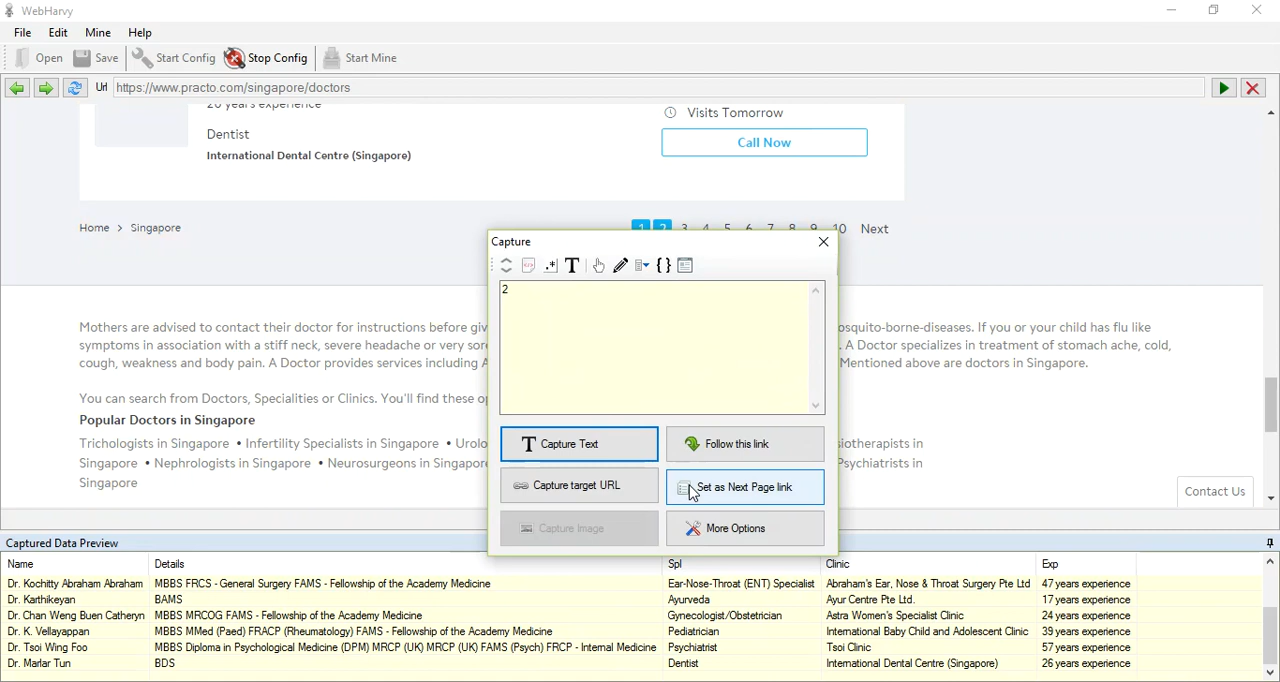 WebHarvy
File Edit Mine Help
Open Save Start Config Stop Config Start Mine
Url https://www.practo.com/singapore/doctors
20 years experience
Dentist
International Dental Centre (Singapore)
Visits Tomorrow
Call Now
Home > Singapore
1 2 3 4 5 6 7 8 9 10 Next
Capture
2
Capture Text
Follow this link
Capture target URL
Set as Next Page link
Capture Image
More Options
Mothers are advised to contact their doctor for instructions before giv osquito-borne-diseases. If you or your child has flu like
symptoms in association with a stiff neck, severe headache or very sore . A Doctor specializes in treatment of stomach ache, cold,
cough, weakness and body pain. A Doctor provides services including A Mentioned above are doctors in Singapore.
You can search from Doctors, Specialities or Clinics. You'll find these op
Popular Doctors in Singapore
Trichologists in Singapore • Infertility Specialists in Singapore • Urolo siotherapists in
Singapore • Nephrologists in Singapore • Neurosurgeons in Singapore Psychiatrists in
Singapore
Contact Us
Captured Data Preview
Name Details Spl Clinic Exp
Dr. Kochitty Abraham Abraham MBBS FRCS - General Surgery FAMS - Fellowship of the Academy Medicine Ear-Nose-Throat (ENT) Specialist Abraham's Ear, Nose & Throat Surgery Pte Ltd 47 years experience
Dr. Karthikeyan BAMS Ayurveda Ayur Centre Pte Ltd. 17 years experience
Dr. Chan Weng Buen Catheryn MBBS MRCOG FAMS - Fellowship of the Academy Medicine Gynecologist/Obstetrician Astra Women's Specialist Clinic 24 years experience
Dr. K. Vellayappan MBBS MMed (Paed) FRACP (Rheumatology) FAMS - Fellowship of the Academy Medicine Pediatrician International Baby Child and Adolescent Clinic 39 years experience
Dr. Tsoi Wing Foo MBBS Diploma in Psychological Medicine (DPM) MRCP (UK) MRCP (UK) FAMS (Psych) FRCP - Internal Medicine Psychiatrist Tsoi Clinic 57 years experience
Dr. Marlar Tun BDS Dentist International Dental Centre (Singapore) 26 years experience